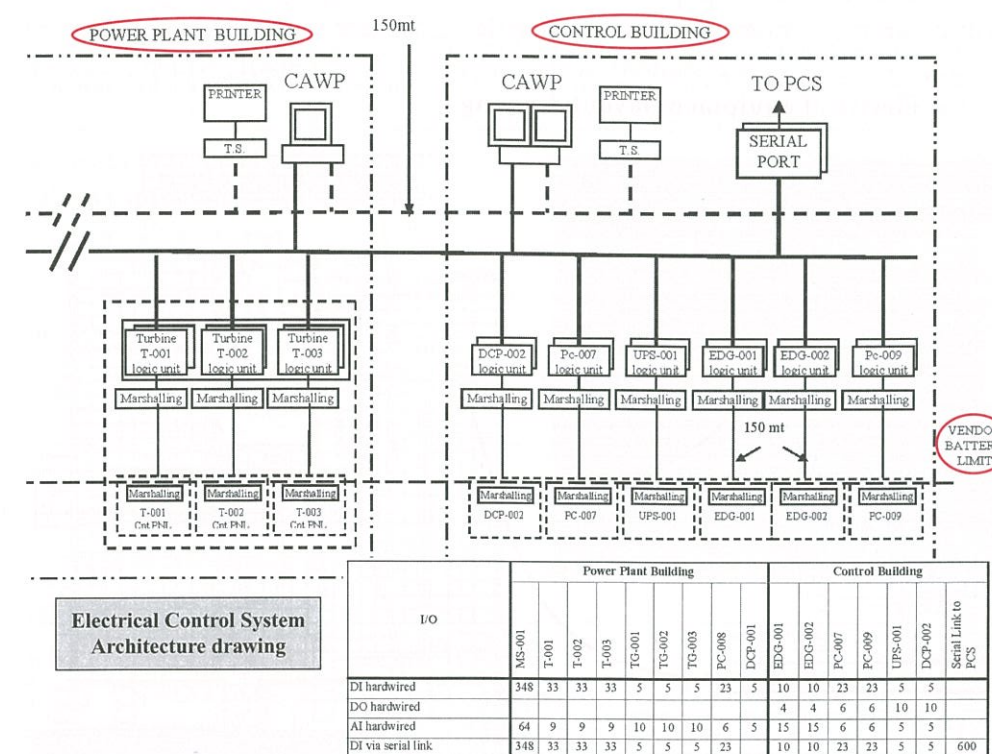 POWER PLANT BUILDING
150mt
CONTROL BUILDING
PRINTER
T.S.
CAWP
CAWP
PRINTER
T.S.
TO PCS
SERIAL
PORT
Turbine
T-001
logic unit
Turbine
T-002
logic unit
Turbine
T-003
logic unit
DCP-002
logic unit
Pc-007
logic unit
UPS-001
logic unit
EDG-001
logic unit
EDG-002
logic unit
Pc-009
logic unit
Marshalling Marshalling Marshalling
Marshalling Marshalling Marshalling Marshalling Marshalling Marshalling
150 mt
VENDO
BATTER
LIMIT
Marshalling
T-001
Cnt PNL.
Marshalling
T-002
Cnt PNL.
Marshalling
T-003
Cnt PNL.
Marshalling
DCP-002
Marshalling
PC-007
Marshalling
UPS-001
Marshalling
EDG-001
Marshalling
EDG-002
Marshalling
PC-009
Electrical Control System
Architecture drawing
I/O
Power Plant Building
Control Building
MS-001 T-001 T-002 T-003 TG-001 TG-002 TG-003 PC-008 DCP-001 EDG-001 EDG-002 PC-007 PC-009 UPS-001 DCP-002 Serial Link to PCS
DI hardwired 348 33 33 33 5 5 5 23 5 10 10 23 23 5 5
DO hardwired 4 4 6 6 10 10
AI hardwired 64 9 9 9 10 10 10 6 5 15 15 6 6 5 5
DI via serial link 348 33 33 33 5 5 5 23 10 10 23 23 5 5 600